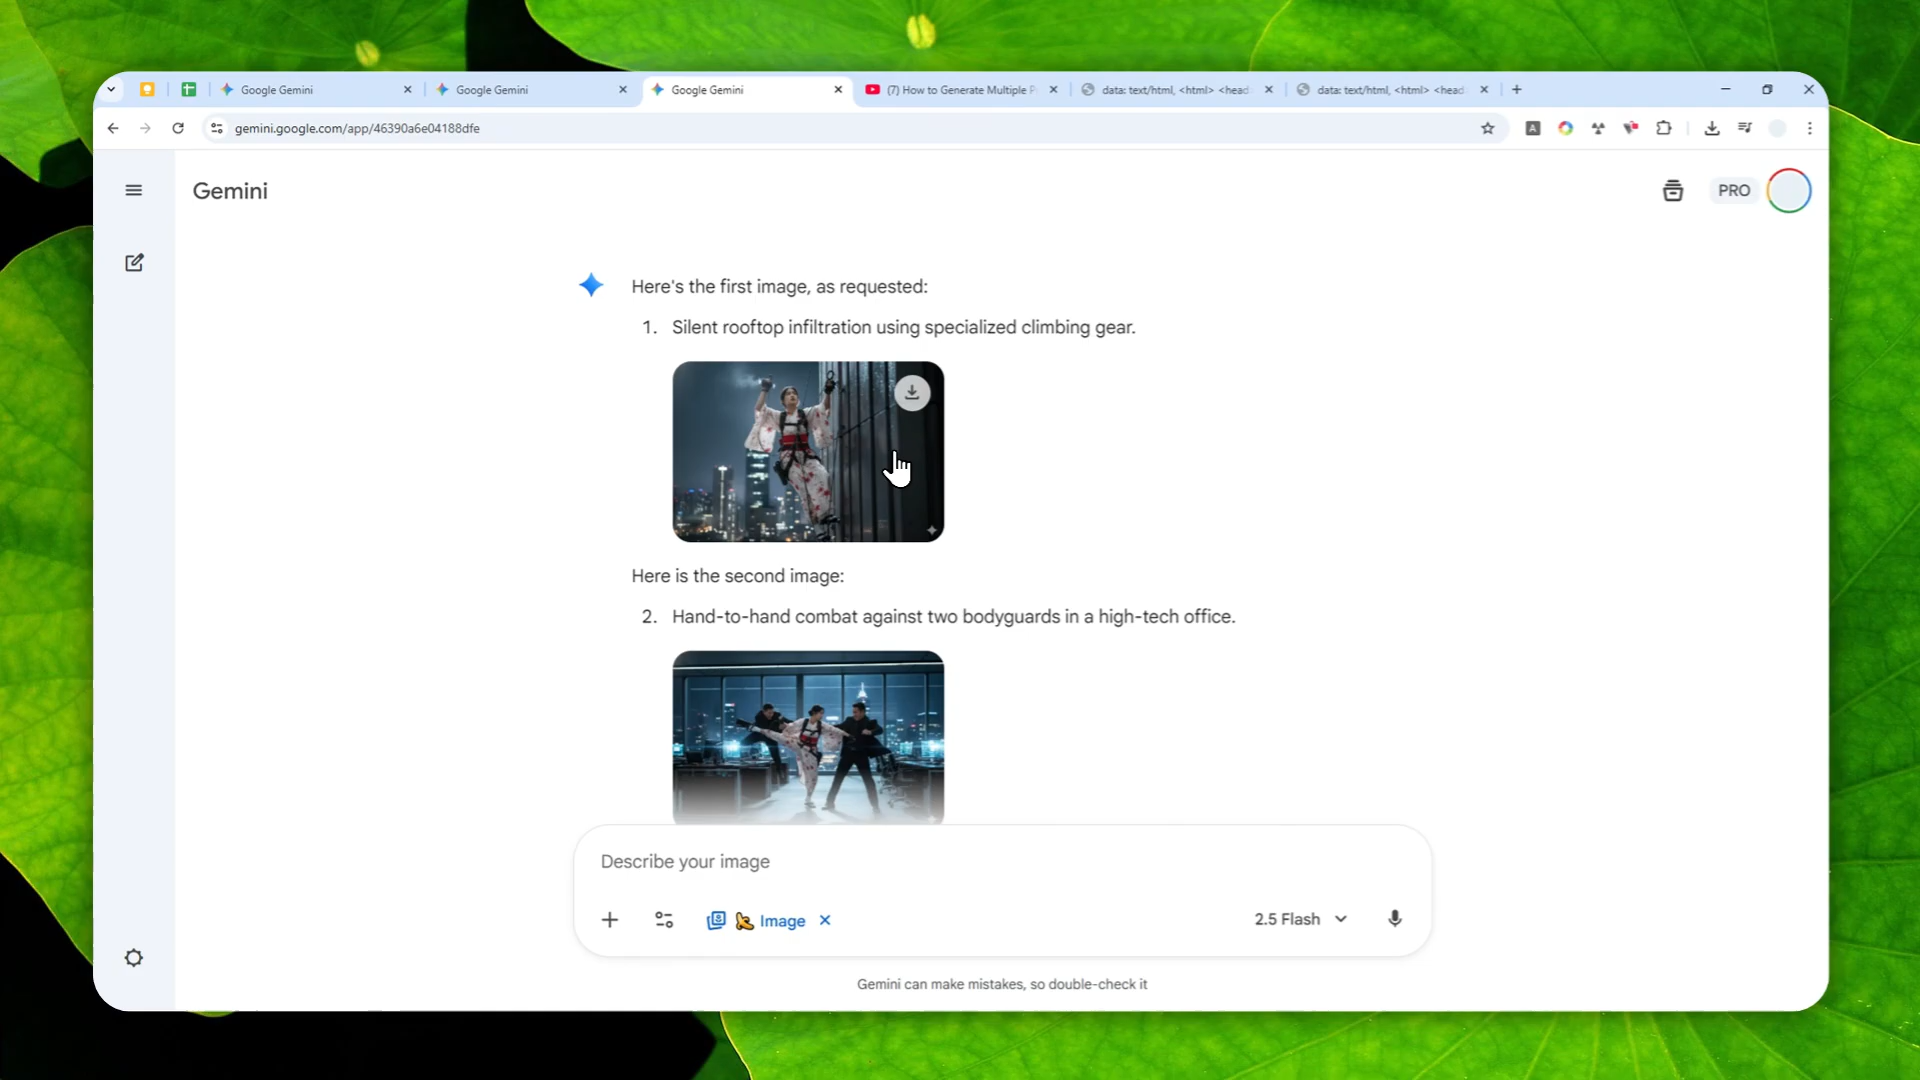 Google Gemini
Google Gemini
Google Gemini
(7) How to Generate Multiple
data: text/html, <html> <head
data: text/html, <html> <head
gemini.google.com/app/46390a6e04188dfe
A
Gemini
PRO
Here's the first image, as requested:
1. Silent rooftop infiltration using specialized climbing gear.
Here is the second image:
2. Hand-to-hand combat against two bodyguards in a high-tech office.
Describe your image
Image
2.5 Flash
Gemini can make mistakes, so double-check it